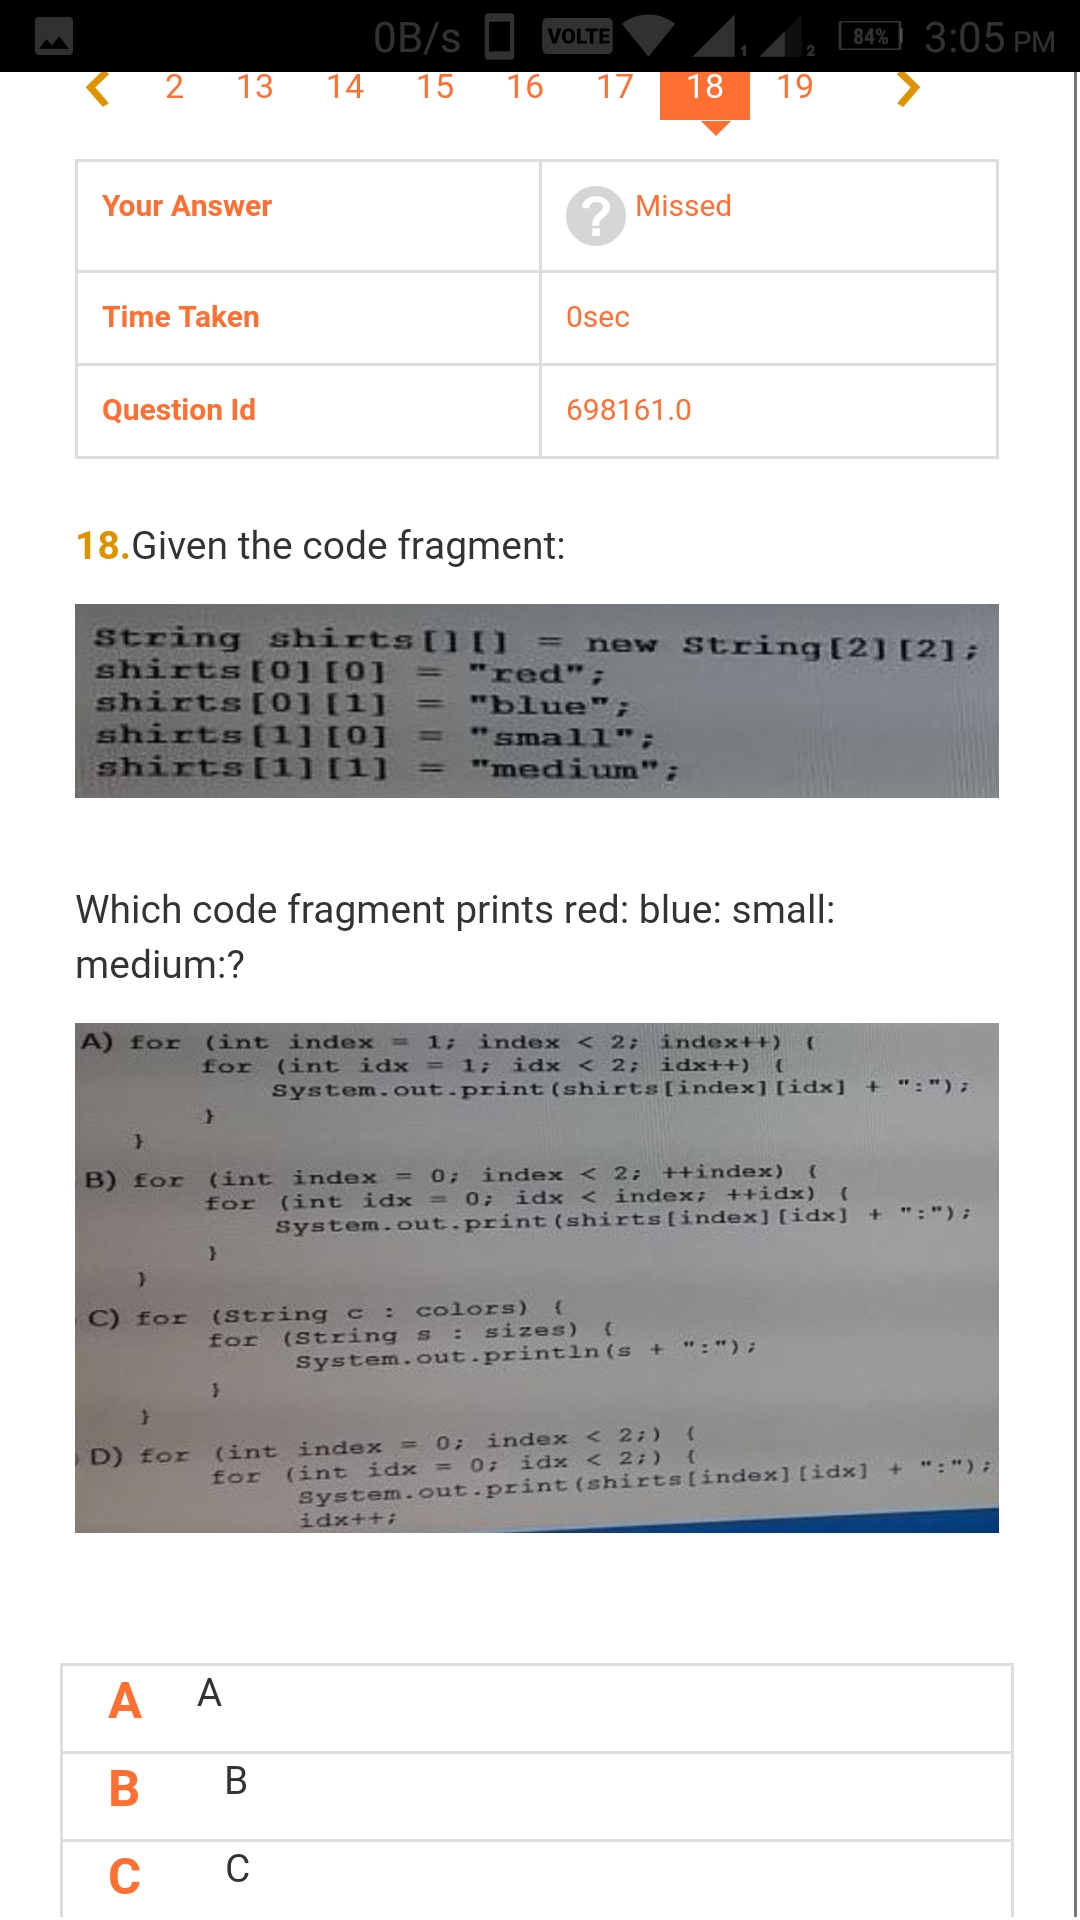 0B/s VOLTE 1 2 84% 3:05 PM
2 13 14 15 16 17 18 19
Your Answer ? Missed
Time Taken 0sec
Question Id 698161.0
18.Given the code fragment:
String shirts[][] = new String[2][2];
shirts[0][0] = "red";
shirts[0][1] = "blue";
shirts[1][0] = "small";
shirts[1][1] = "medium";
Which code fragment prints red: blue: small:
medium:?
A) for (int index = 1; index < 2; index++) {
for (int idx = 1; idx < 2; idx++) {
System.out.print(shirts[index][idx] + ":");
}
}
B) for (int index = 0; index < 2; ++index) {
for (int idx = 0; idx < index; ++idx) {
System.out.print(shirts[index][idx] + ":");
}
}
C) for (String c : colors) {
for (String s : sizes) {
System.out.println(s + ":");
}
}
D) for (int index = 0; index < 2;) {
for (int idx = 0; idx < 2;) {
System.out.print(shirts[index][idx] + ":");
idx++;
A A
B B
C C